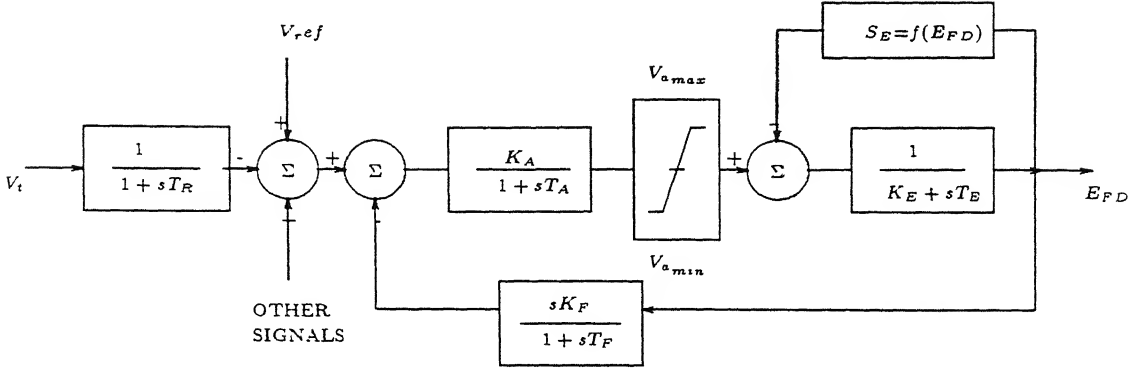 V_ref
S_E=f(E_FD)
V_a_max
+
-
1
1 + sT_R
-
Σ
+
Σ
K_A
1 + sT_A
+
Σ
1
K_E + sT_E
V_t
E_FD
+
-
V_a_min
OTHER
SIGNALS
sK_F
1 + sT_F